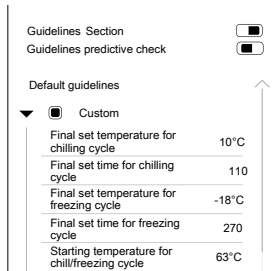 Guidelines Section
Guidelines predictive check
Default guidelines
Custom
Final set temperature for
chilling cycle
10°C
Final set time for chilling
cycle
110
Final set temperature for
freezing cycle
-18°C
Final set time for freezing
cycle
270
Starting temperature for
chill/freezing cycle
63°C